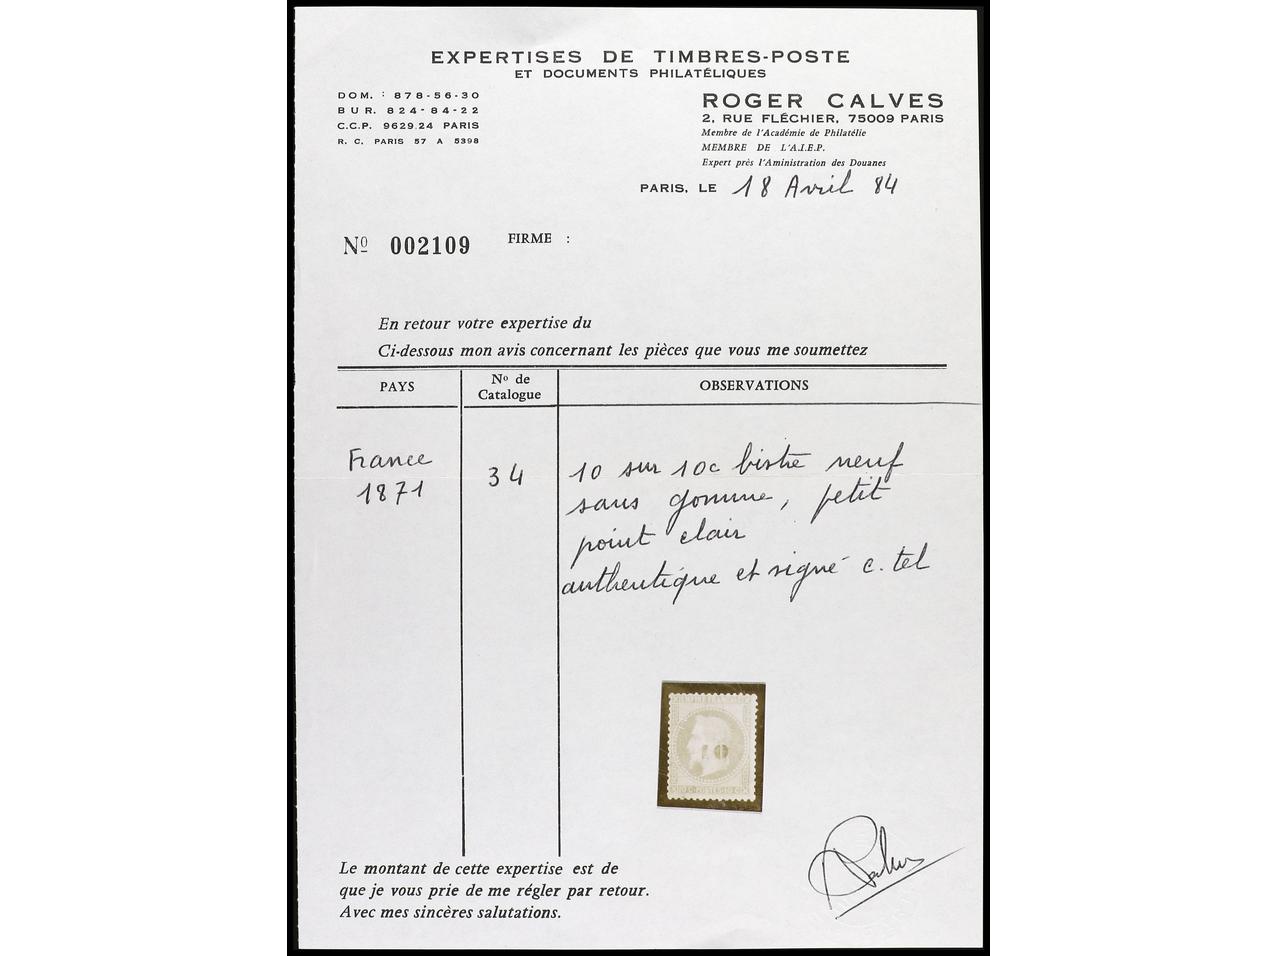 EXPERTISES DE TIMBRES-POSTE
ET DOCUMENTS PHILATÉLIQUES
DOM. : 878-56-30
BUR. 824-84-22
C.C.P. 9629.24 PARIS
R. C. PARIS 57 A 5398
ROGER CALVES
2, RUE FLÉCHIER, 75009 PARIS
Membre de l'Académie de Philatélie
MEMBRE DE L'A.I.E.P.
Expert près l'Aministration des Douanes
PARIS, LE 18 Avril 84
Nº 002109
FIRME :
En retour votre expertise du
Ci-dessous mon avis concernant les pièces que vous me soumettez
PAYS
Nº de
Catalogue
OBSERVATIONS
France
1871
34
10 sur 10c bistre neuf
sans gomme, petit
point clair
authentique et signé c. tel
10
10 C POSTES 10 C
Le montant de cette expertise est de
que je vous prie de me régler par retour.
Avec mes sincères salutations.